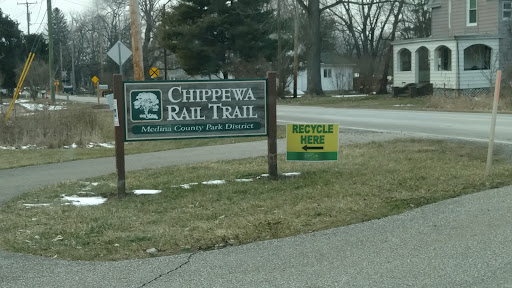 CHIPPEWA
RAIL TRAIL
Medina County Park District
RECYCLE
HERE